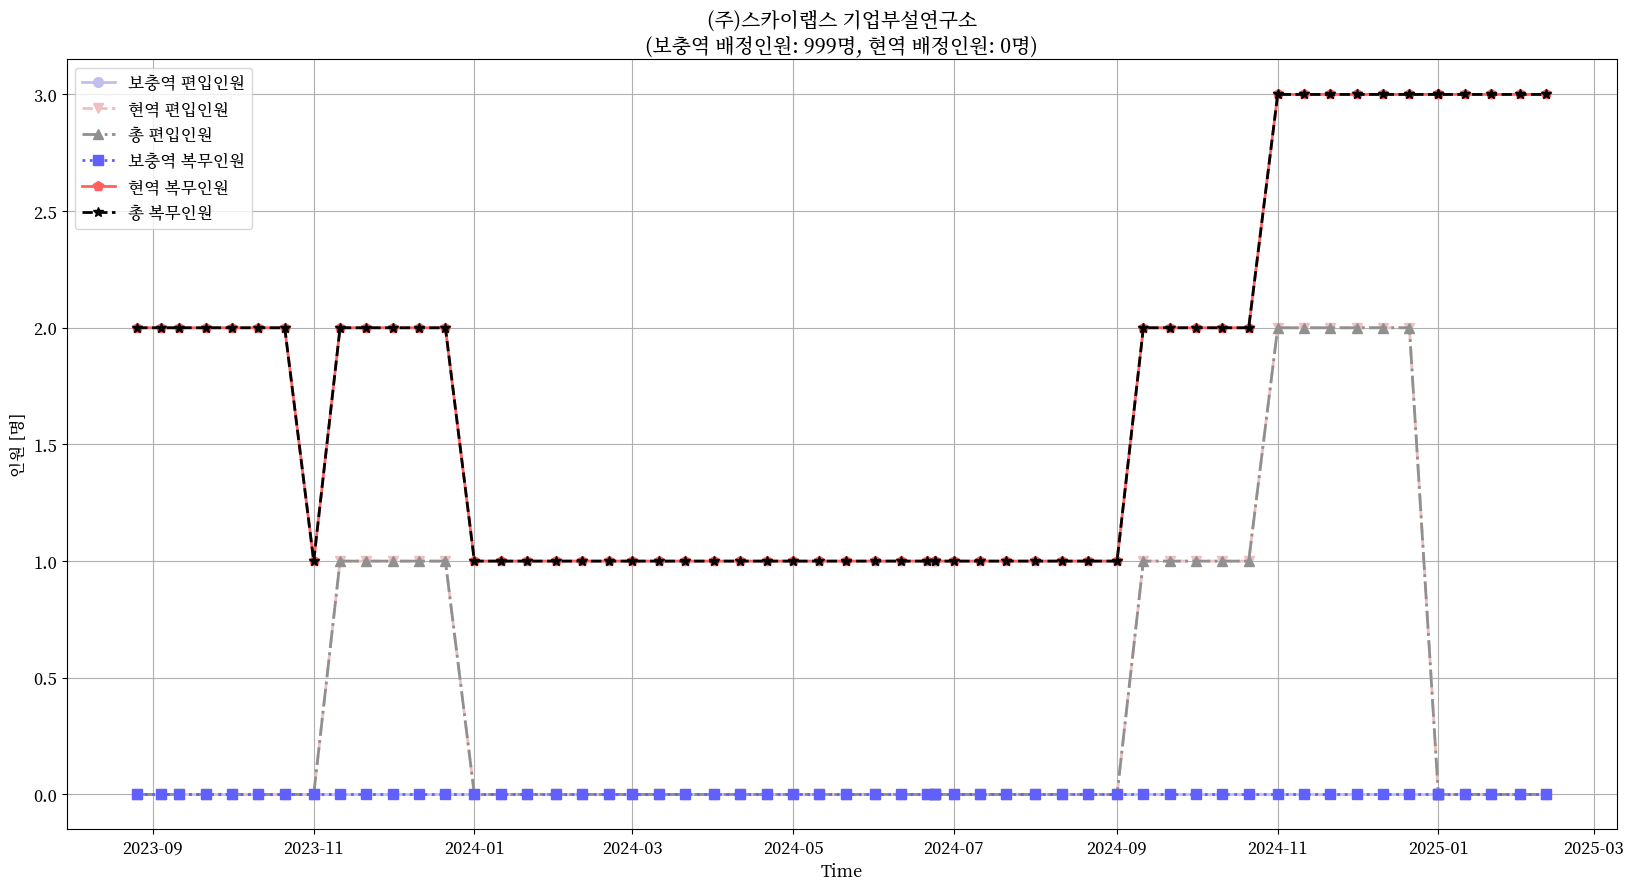 (주)스카이랩스 기업부설연구소
(보충역 배정인원: 999명, 현역 배정인원: 0명)
보충역 편입인원
현역 편입인원
총 편입인원
보충역 복무인원
현역 복무인원
총 복무인원
3.0
2.5
2.0
1.5
1.0
0.5
0.0
인원 [명]
2023-09
2023-11
2024-01
2024-03
2024-05
2024-07
2024-09
2024-11
2025-01
2025-03
Time